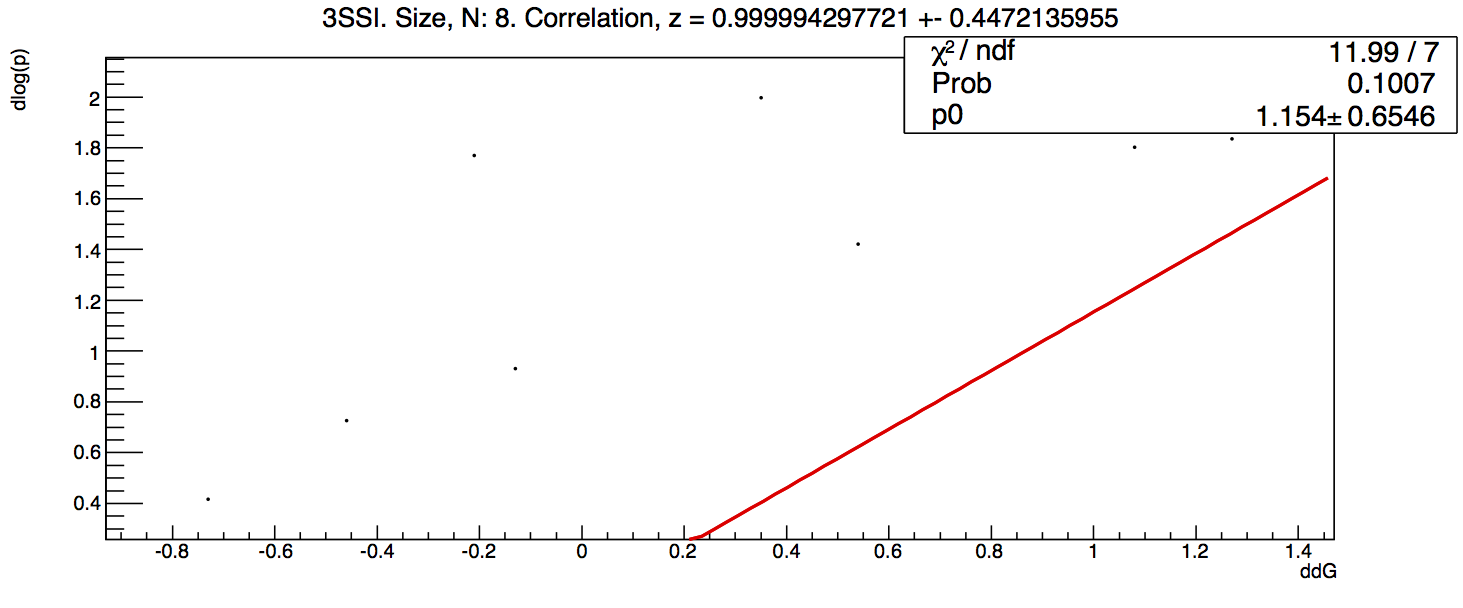 3SSI. Size, N: 8. Correlation, z = 0.999994297721 +- 0.4472135955
χ² / ndf 11.99 / 7
Prob 0.1007
p0 1.154± 0.6546
dlog(p)
2
1.8
1.6
1.4
1.2
1
0.8
0.6
0.4
-0.8 -0.6 -0.4 -0.2 0 0.2 0.4 0.6 0.8 1 1.2 1.4
ddG